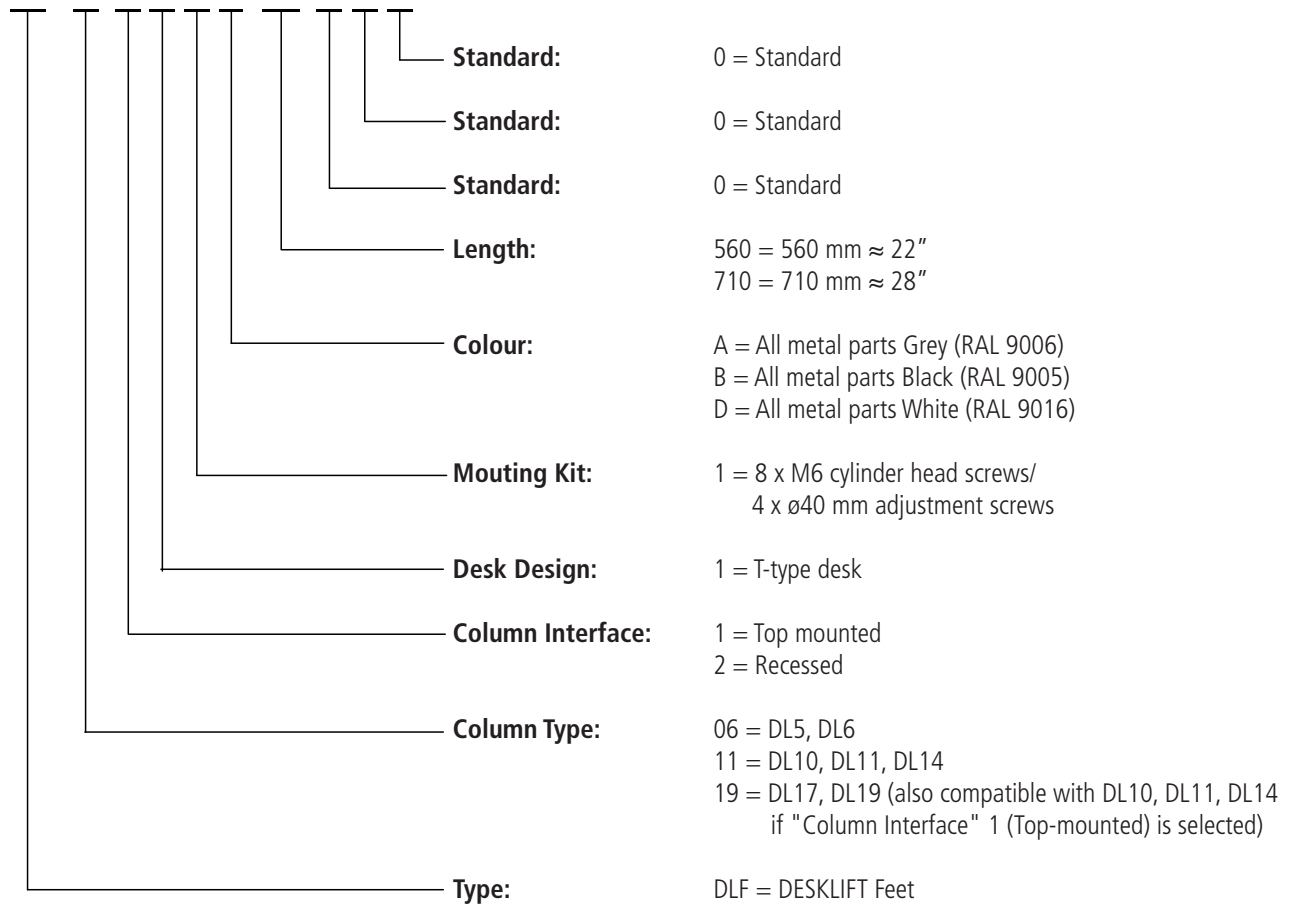 Standard: 0 = Standard
Standard: 0 = Standard
Standard: 0 = Standard
Length: 560 = 560 mm ≈ 22″
710 = 710 mm ≈ 28″
Colour: A = All metal parts Grey (RAL 9006)
B = All metal parts Black (RAL 9005)
D = All metal parts White (RAL 9016)
Mouting Kit: 1 = 8 x M6 cylinder head screws/
4 x ø40 mm adjustment screws
Desk Design: 1 = T-type desk
Column Interface: 1 = Top mounted
2 = Recessed
Column Type: 06 = DL5, DL6
11 = DL10, DL11, DL14
19 = DL17, DL19 (also compatible with DL10, DL11, DL14
if "Column Interface" 1 (Top-mounted) is selected)
Type: DLF = DESKLIFT Feet